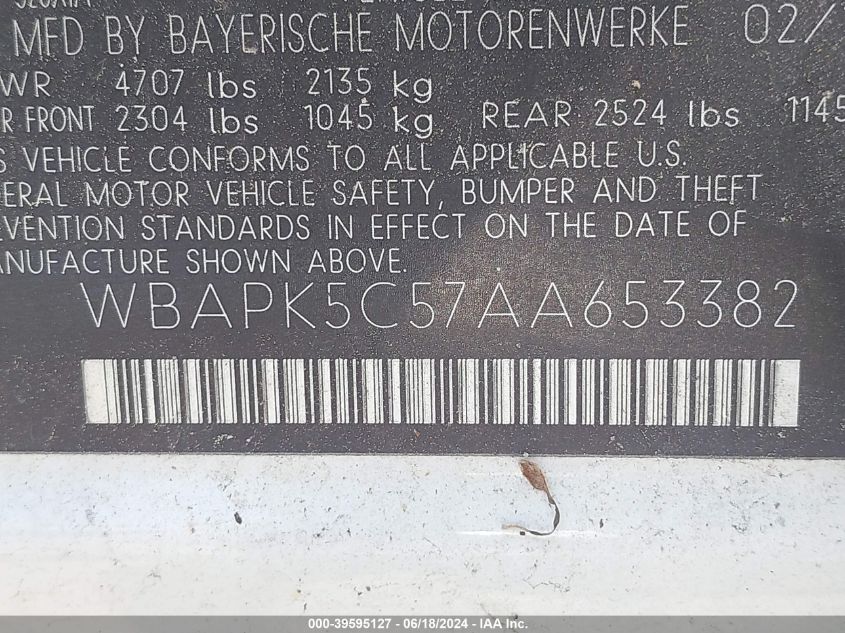 MFD BY BAYERISCHE MOTORENWERKE 02/
WR 4707 lbs 2135 kg
R FRONT 2304 lbs 1045 kg REAR 2524 lbs 1145
S VEHICLE CONFORMS TO ALL APPLICABLE U.S.
ERAL MOTOR VEHICLE SAFETY, BUMPER AND THEFT
EVENTION STANDARDS IN EFFECT ON THE DATE OF
ANUFACTURE SHOWN ABOVE.
WBAPK5C57AA653382
000-39595127 - 06/18/2024 - IAA Inc.